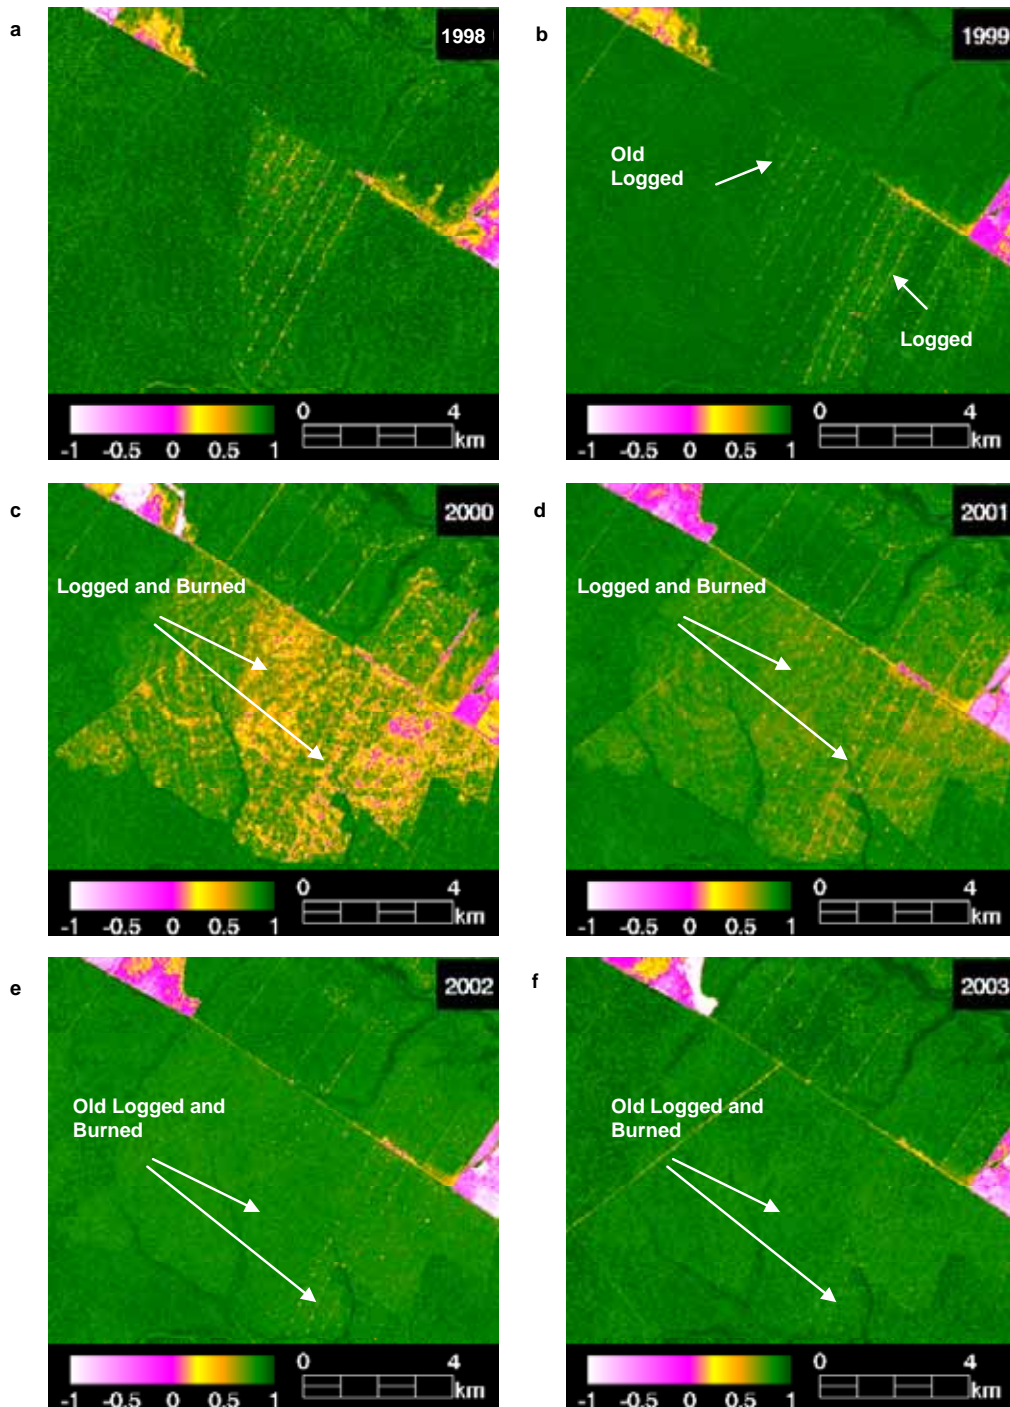 a
1998
b
1999
Old
Logged
Logged
-1 -0.5 0 0.5 1
0 4
km
-1 -0.5 0 0.5 1
0 4
km
c
2000
Logged and Burned
d
2001
Logged and Burned
-1 -0.5 0 0.5 1
0 4
km
-1 -0.5 0 0.5 1
0 4
km
e
2002
Old Logged and
Burned
f
2003
Old Logged and
Burned
-1 -0.5 0 0.5 1
0 4
km
-1 -0.5 0 0.5 1
0 4
km